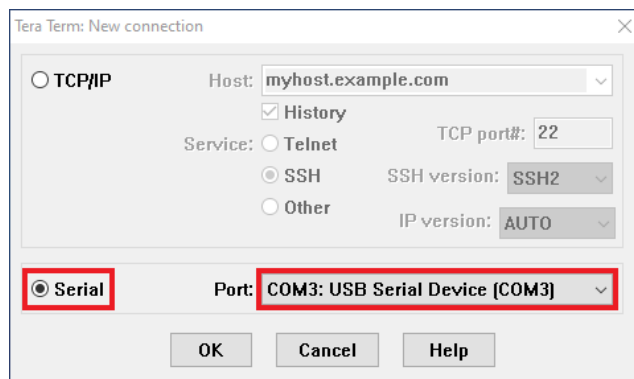 Tera Term: New connection
TCP/IP
Host: myhost.example.com
History
Service: Telnet
TCP port#: 22
SSH
SSH version: SSH2
Other
IP version: AUTO
Serial
Port: COM3: USB Serial Device (COM3)
OK Cancel Help